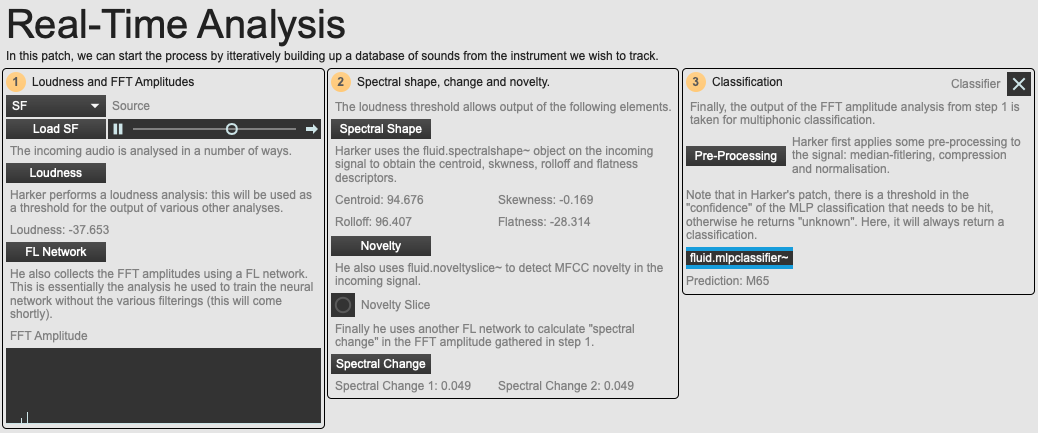 Real-Time Analysis
In this patch, we can start the process by itteratively building up a database of sounds from the instrument we wish to track.
1 Loudness and FFT Amplitudes
SF Source
Load SF
The incoming audio is analysed in a number of ways.
Loudness
Harker performs a loudness analysis: this will be used as
a threshold for the output of various other analyses.
Loudness: -37.653
FL Network
He also collects the FFT amplitudes using a FL network.
This is essentially the analysis he used to train the neural
network without the various filterings (this will come
shortly).
FFT Amplitude
2 Spectral shape, change and novelty.
The loudness threshold allows output of the following elements.
Spectral Shape
Harker uses the fluid.spectralshape~ object on the incoming
signal to obtain the centroid, skwness, rolloff and flatness
descriptors.
Centroid: 94.676 Skewness: -0.169
Rolloff: 96.407 Flatness: -28.314
Novelty
He also uses fluid.noveltyslice~ to detect MFCC novelty in the
incoming signal.
Novelty Slice
Finally he uses another FL network to calculate "spectral
change" in the FFT amplitude gathered in step 1.
Spectral Change
Spectral Change 1: 0.049 Spectral Change 2: 0.049
3 Classification Classifier
Finally, the output of the FFT amplitude analysis from step 1 is
taken for multiphonic classification.
Pre-Processing
Harker first applies some pre-processing to
the signal: median-fitlering, compression
and normalisation.
Note that in Harker's patch, there is a threshold in the
"confidence" of the MLP classification that needs to be hit,
otherwise he returns "unknown". Here, it will always return a
classification.
fluid.mlpclassifier~
Prediction: M65